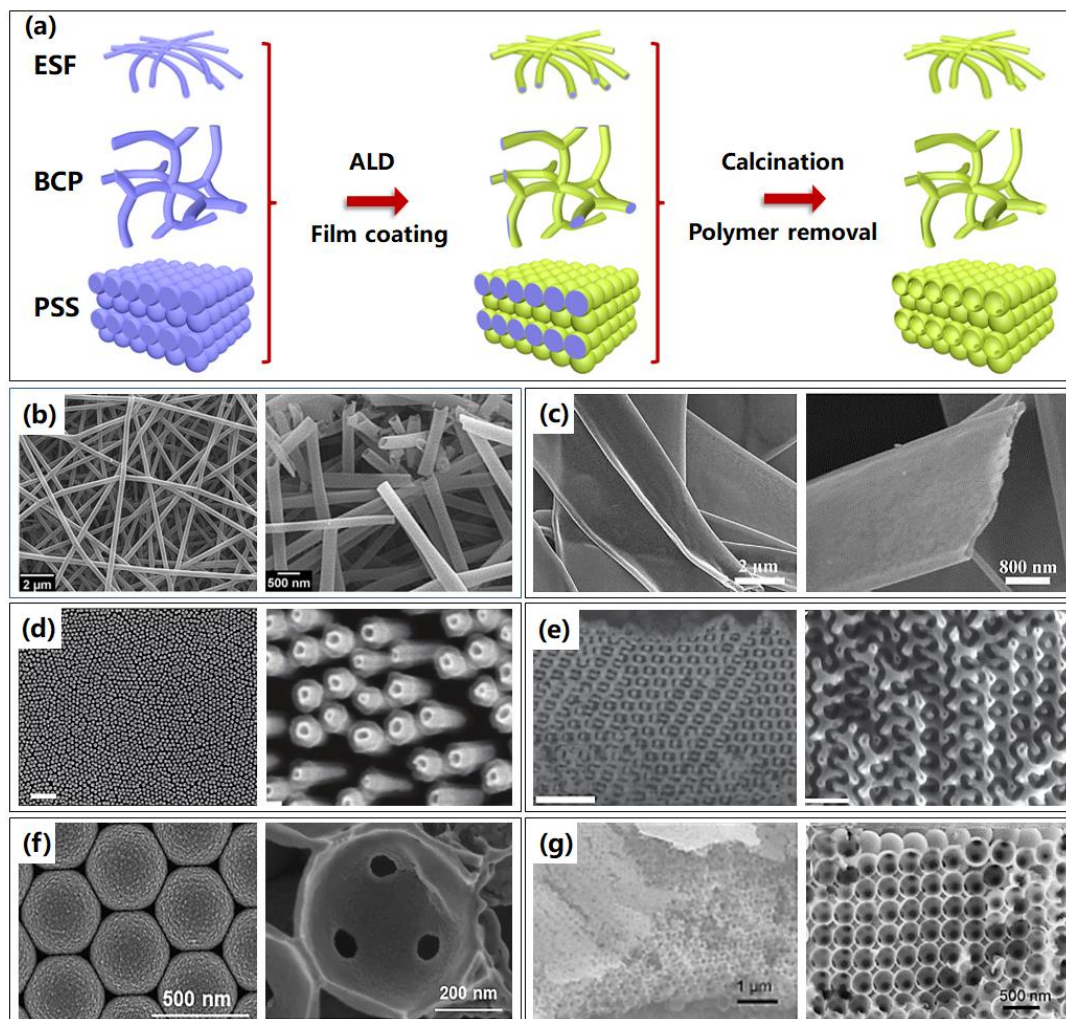 (a)
ESF
BCP
PSS
ALD
Film coating
Calcination
Polymer removal
(b)
2 μm
500 nm
(c)
2 μm
800 nm
(d)
(e)
(f)
500 nm
200 nm
(g)
1 μm
500 nm